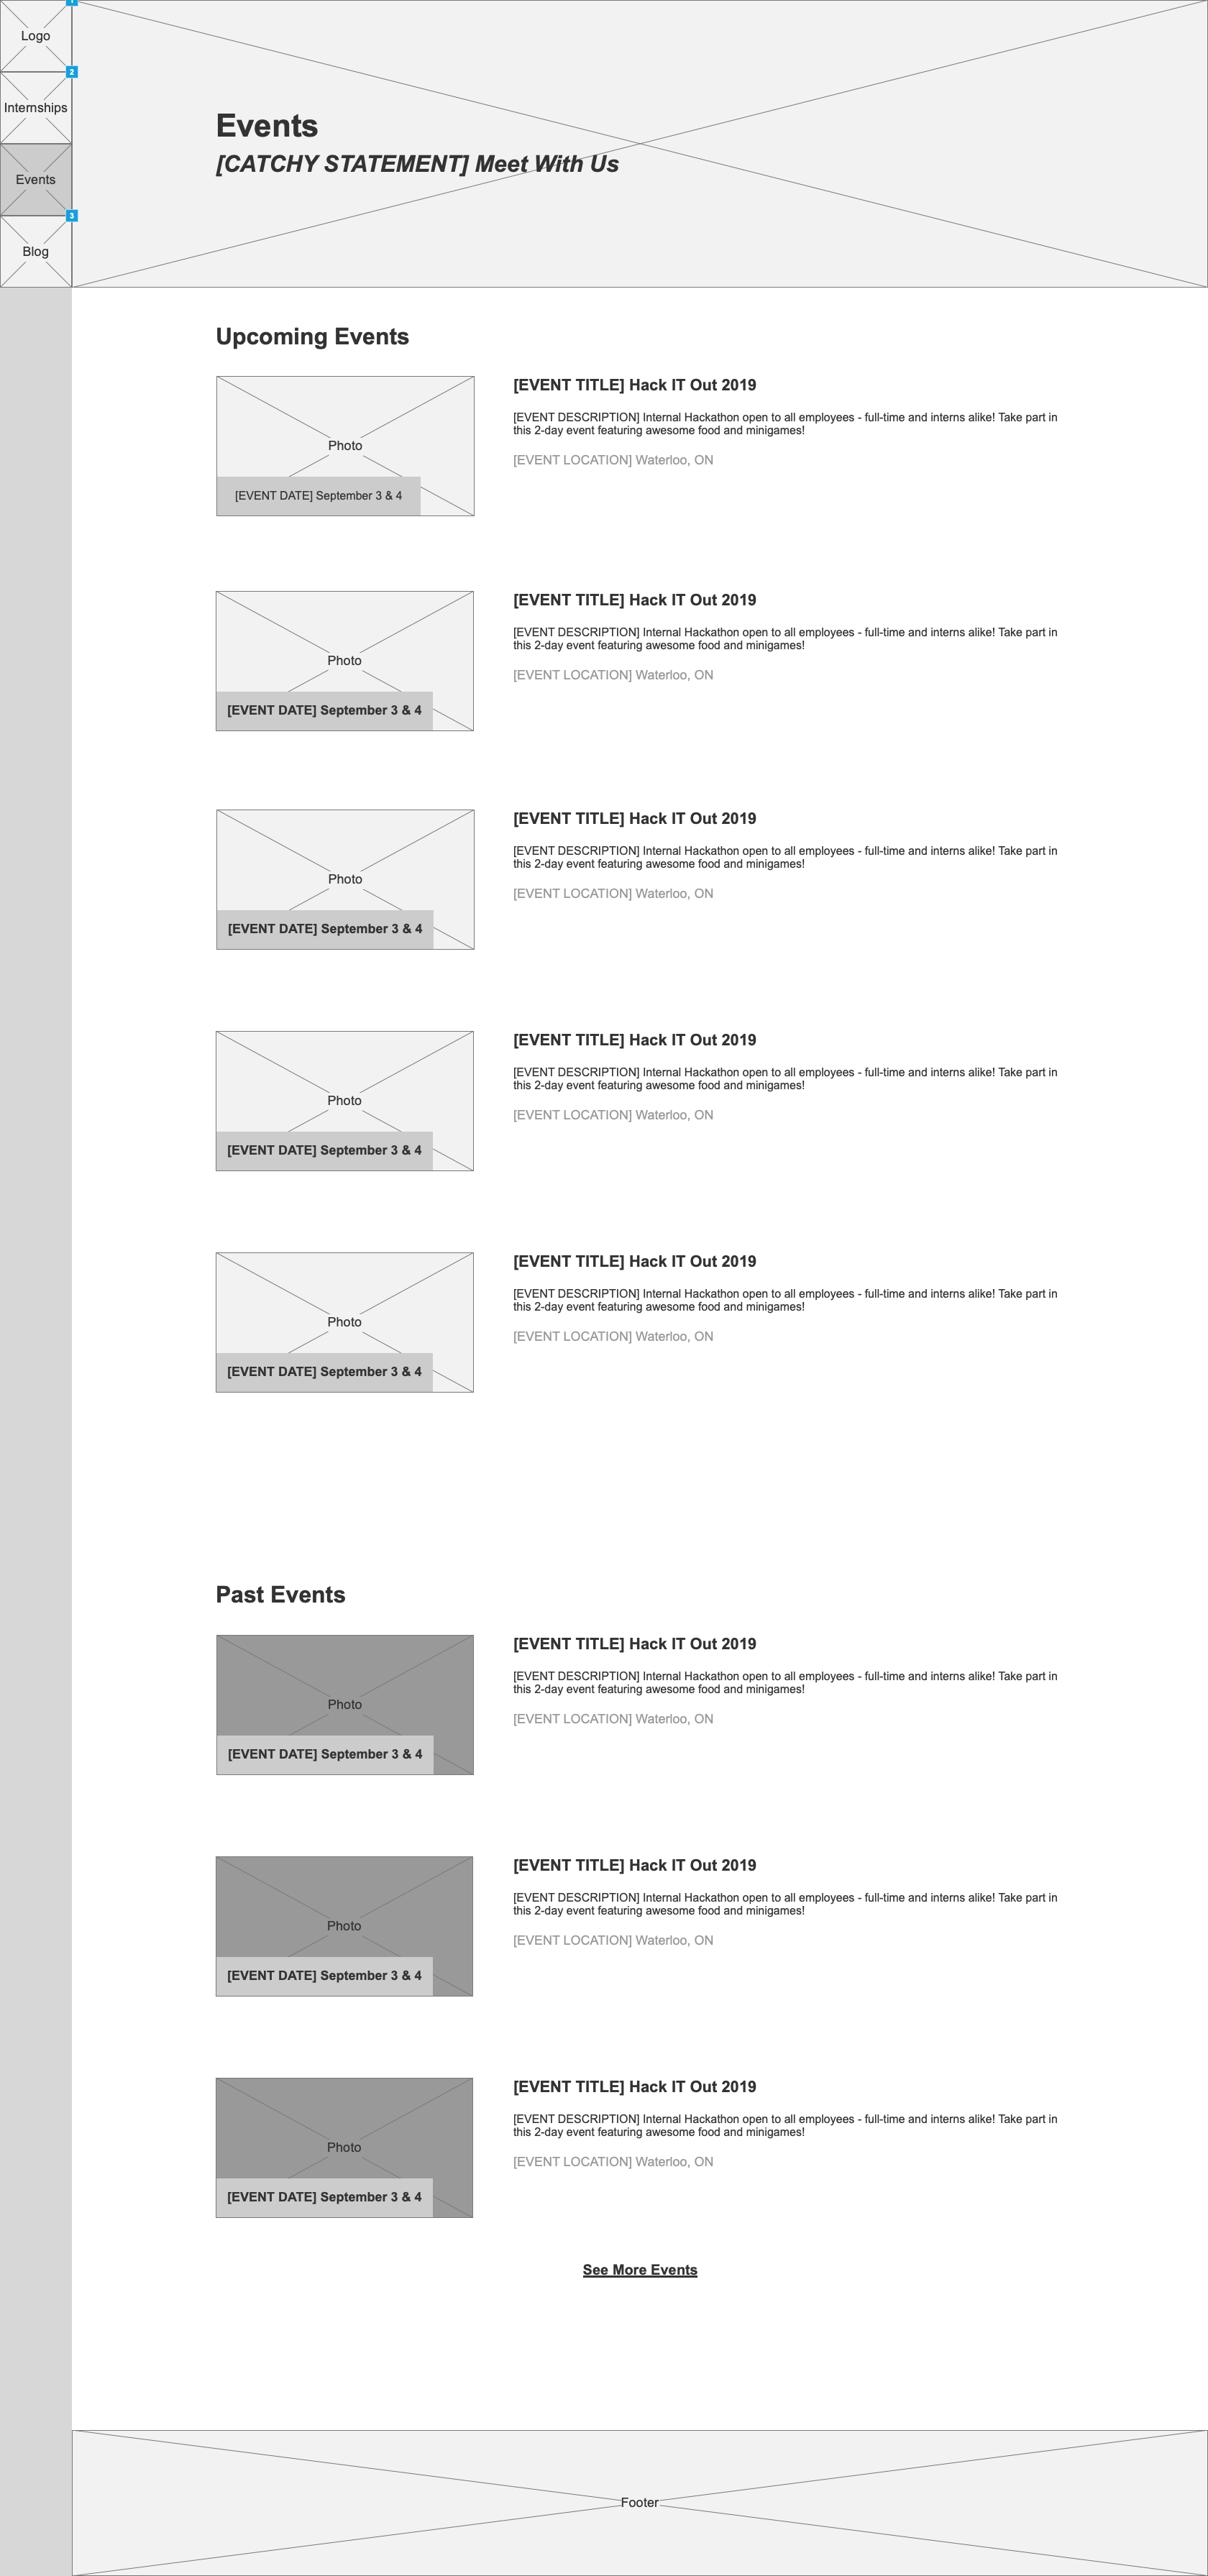 Logo
1
2
Internships
Events
3
Blog
Events
[CATCHY STATEMENT] Meet With Us
Upcoming Events
Photo
[EVENT DATE] September 3 & 4
[EVENT TITLE] Hack IT Out 2019
[EVENT DESCRIPTION] Internal Hackathon open to all employees - full-time and interns alike! Take part in
this 2-day event featuring awesome food and minigames!
[EVENT LOCATION] Waterloo, ON
Photo
[EVENT DATE] September 3 & 4
[EVENT TITLE] Hack IT Out 2019
[EVENT DESCRIPTION] Internal Hackathon open to all employees - full-time and interns alike! Take part in
this 2-day event featuring awesome food and minigames!
[EVENT LOCATION] Waterloo, ON
Photo
[EVENT DATE] September 3 & 4
[EVENT TITLE] Hack IT Out 2019
[EVENT DESCRIPTION] Internal Hackathon open to all employees - full-time and interns alike! Take part in
this 2-day event featuring awesome food and minigames!
[EVENT LOCATION] Waterloo, ON
Photo
[EVENT DATE] September 3 & 4
[EVENT TITLE] Hack IT Out 2019
[EVENT DESCRIPTION] Internal Hackathon open to all employees - full-time and interns alike! Take part in
this 2-day event featuring awesome food and minigames!
[EVENT LOCATION] Waterloo, ON
Photo
[EVENT DATE] September 3 & 4
[EVENT TITLE] Hack IT Out 2019
[EVENT DESCRIPTION] Internal Hackathon open to all employees - full-time and interns alike! Take part in
this 2-day event featuring awesome food and minigames!
[EVENT LOCATION] Waterloo, ON
Past Events
Photo
[EVENT DATE] September 3 & 4
[EVENT TITLE] Hack IT Out 2019
[EVENT DESCRIPTION] Internal Hackathon open to all employees - full-time and interns alike! Take part in
this 2-day event featuring awesome food and minigames!
[EVENT LOCATION] Waterloo, ON
Photo
[EVENT DATE] September 3 & 4
[EVENT TITLE] Hack IT Out 2019
[EVENT DESCRIPTION] Internal Hackathon open to all employees - full-time and interns alike! Take part in
this 2-day event featuring awesome food and minigames!
[EVENT LOCATION] Waterloo, ON
Photo
[EVENT DATE] September 3 & 4
[EVENT TITLE] Hack IT Out 2019
[EVENT DESCRIPTION] Internal Hackathon open to all employees - full-time and interns alike! Take part in
this 2-day event featuring awesome food and minigames!
[EVENT LOCATION] Waterloo, ON
See More Events
Footer